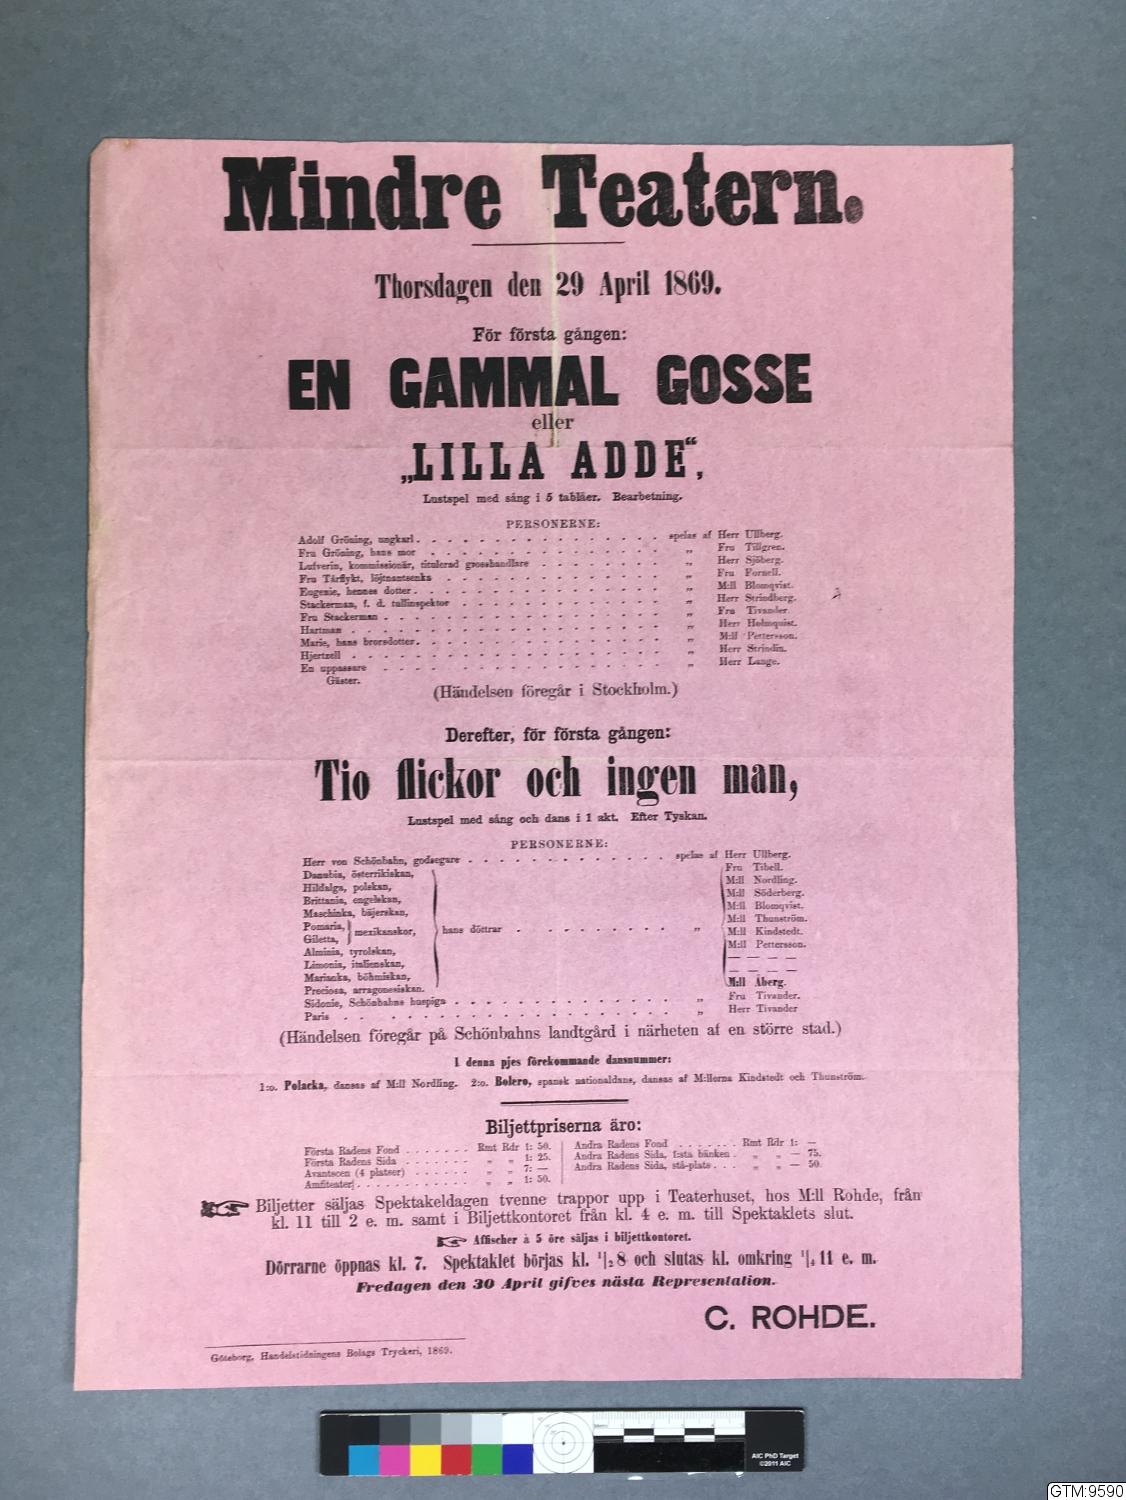 Mindre Teatern.
Thorsdagen den 29 April 1869.
För första gången:
EN GAMMAL GOSSE
eller
„LILLA ADDE“,
Lustspel med sång i 5 tablåer. Bearbetning.
PERSONERNE:
Adolf Gröning, ungkarl . . . spelas af Herr Ullberg.
Fru Gröning, hans mor . . . „ Fru Tillgren.
Lufverin, kommissionär, titulerad grosshandlare . . . „ Herr Sjöberg.
Fru Tårflykt, löjtnantsenka . . . „ Fru Fornell.
Eugenie, hennes dotter . . . „ M:ll Blomqvist.
Stackerman, f. d. tullinspektor . . . „ Herr Strindberg.
Fru Stackerman . . . „ Fru Tivander.
Hartman . . . „ Herr Holmquist.
Marie, hans brorsdotter . . . „ M:ll Pettersson.
Hjertzell . . . „ Herr Strindin.
En uppassare . . . „ Herr Lange.
Gäster.
(Händelsen föregår i Stockholm.)
Derefter, för första gången:
Tio flickor och ingen man,
Lustspel med sång och dans i 1 akt. Efter Tyskan.
PERSONERNE:
Herr von Schönbahn, godsegare . . . spelas af Herr Ullberg.
Danubia, österrikiskan, Fru Tibell.
Hildalga, polskan, M:ll Nordling.
Brittania, engelskan, M:ll Söderberg.
Maschinka, bäjerskan, M:ll Blomqvist.
Pomaria, M:ll Thunström.
mexikanskor, hans döttrar . . . „ M:ll Kindstedt.
Giletta, M:ll Pettersson.
Alminia, tyrolskan, — — — —
Limonia, italienskan, — — — —
Marianka, böhmiskan, M:ll Åberg.
Preciosa, arragonesiskan.
Sidonie, Schönbahns huspiga . . . „ Fru Tivander.
Paris . . . „ Herr Tivander
(Händelsen föregår på Schönbahns landtgård i närheten af en större stad.)
I denna pjes förekommande dansnummer:
1:o. Polacka, dansas af M:ll Nordling. 2:o. Bolero, spansk nationaldans, dansas af M:llerna Kindstedt och Thunström.
Biljettpriserna äro:
Första Radens Fond . . . Rmt Rdr 1: 50.
Första Radens Sida . . . „ „ 1: 25.
Avantscen (4 platser) . . . „ „ 7: —
Amfiteater . . . „ „ 1: 50.
Andra Radens Fond . . . Rmt Rdr 1: —
Andra Radens Sida, 1:sta bänken . „ „ — 75.
Andra Radens Sida, stå-plats . . . „ „ — 50.
Biljetter säljas Spektakeldagen tvenne trappor upp i Teaterhuset, hos M:ll Rohde, från
kl. 11 till 2 e. m. samt i Biljettkontoret från kl. 4 e. m. till Spektaklets slut.
Affischer à 5 öre säljas i biljettkontoret.
Dörrarne öppnas kl. 7. Spektaklet börjas kl. 1/2 8 och slutas kl. omkring 1/4 11 e. m.
Fredagen den 30 April gifves nästa Representation.
C. ROHDE.
Göteborg, Handelstidningens Bolags Tryckeri, 1869.
AIC PhD Target
©2011 AIC
GTM:9590